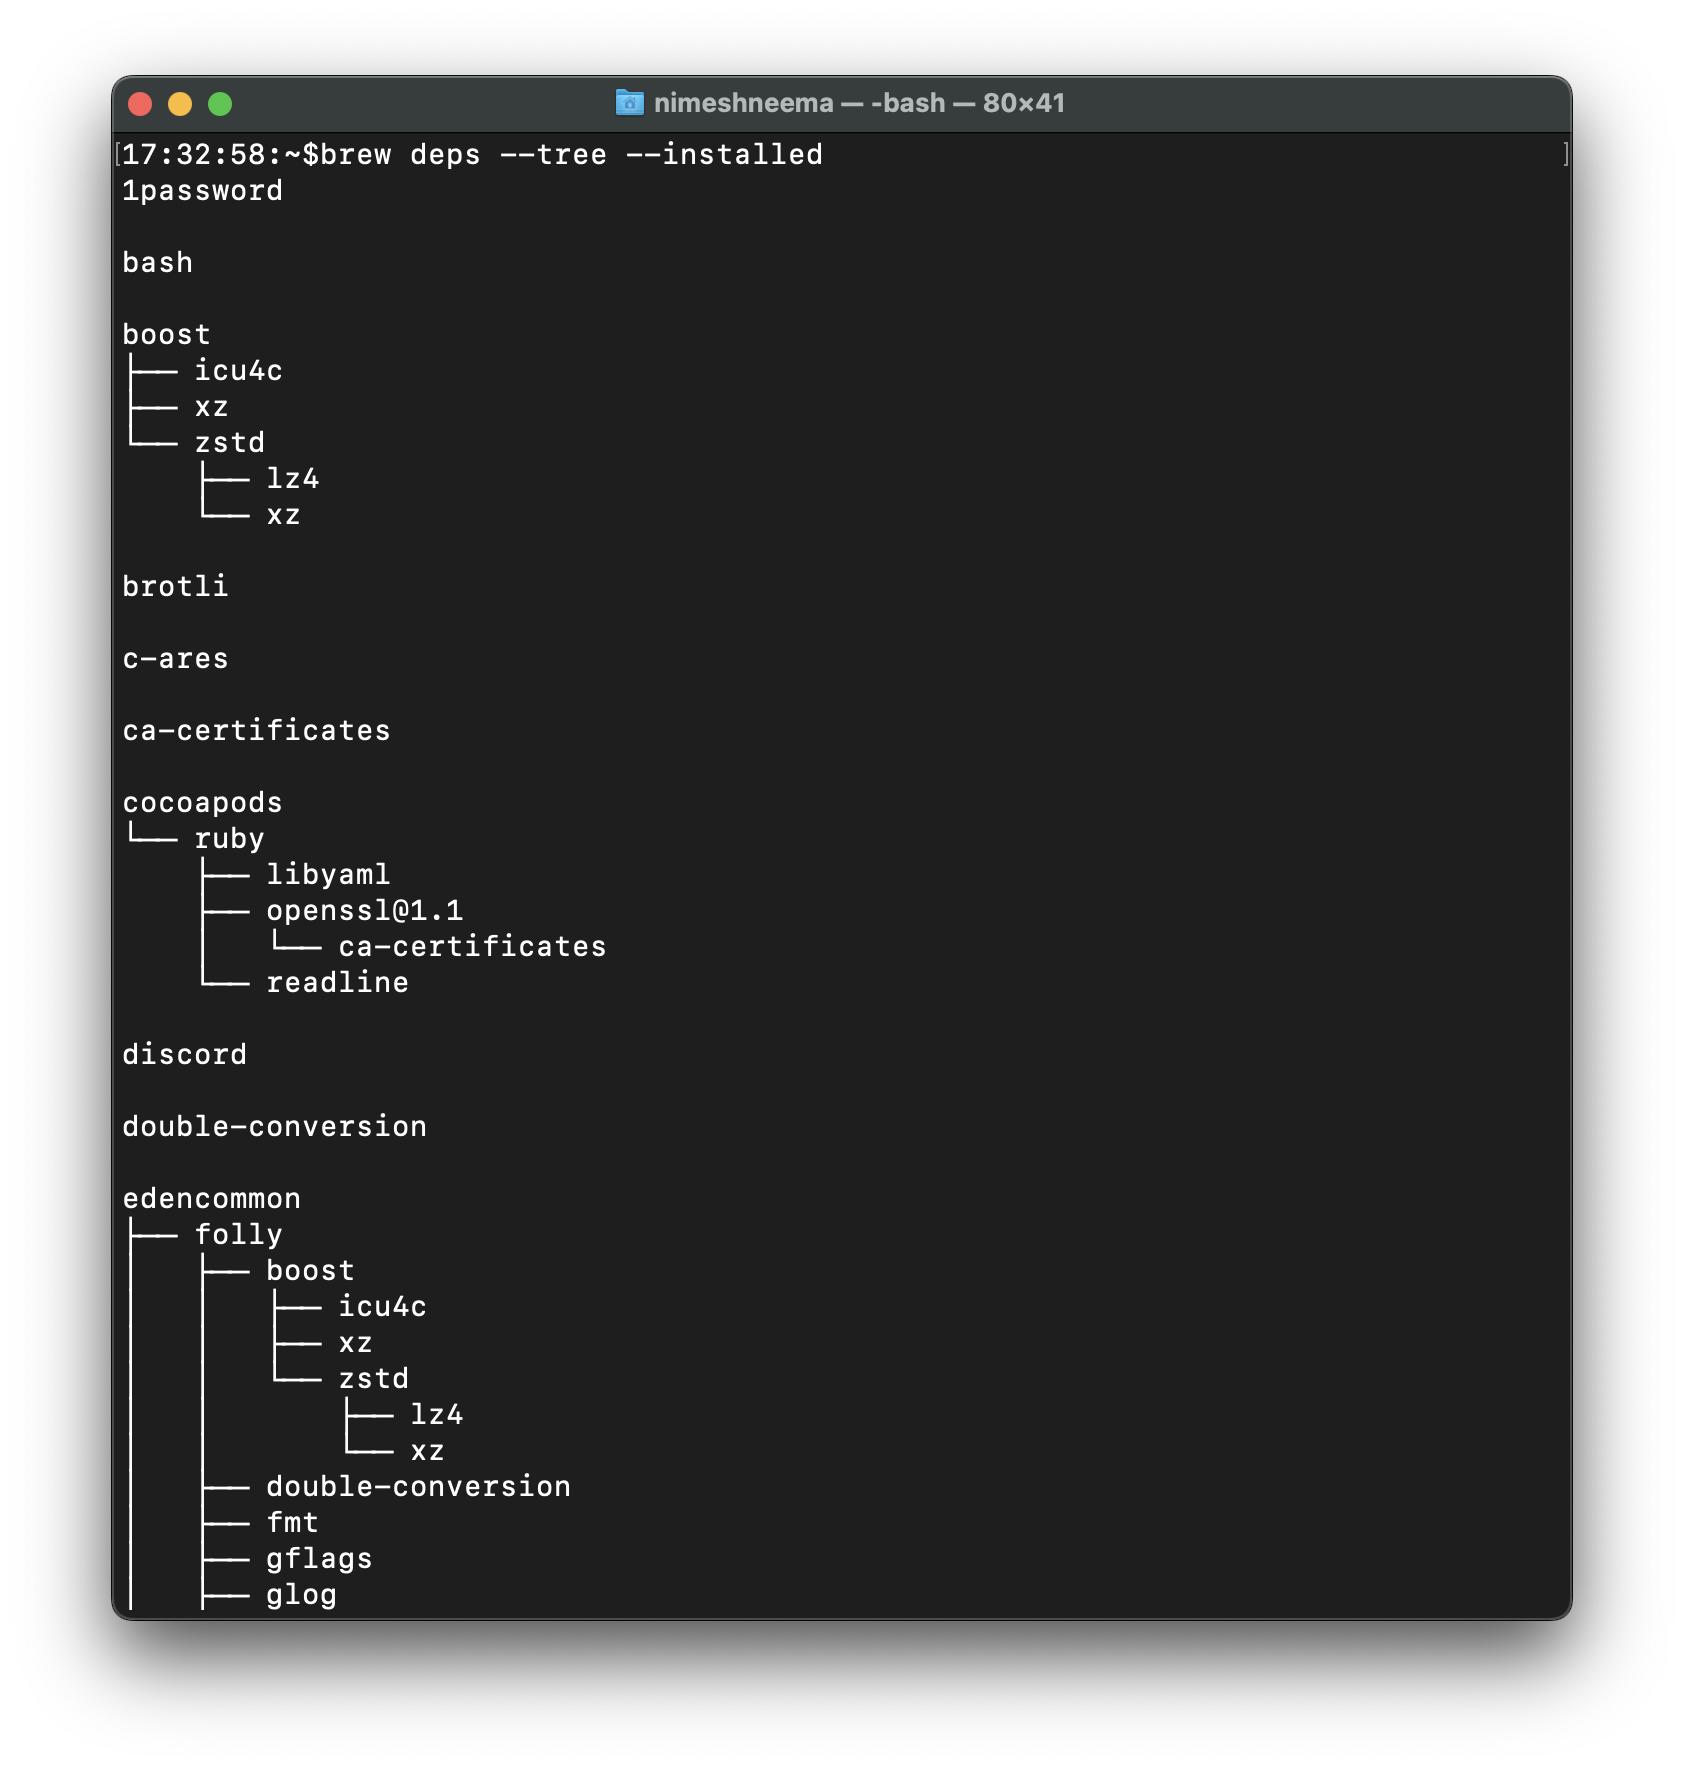 nimeshneema — -bash — 80×41
[17:32:58:~$brew deps --tree --installed ]
1password

bash

boost
├── icu4c
├── xz
└── zstd
    ├── lz4
    └── xz

brotli

c-ares

ca-certificates

cocoapods
└── ruby
    ├── libyaml
    ├── openssl@1.1
    │   └── ca-certificates
    └── readline

discord

double-conversion

edencommon
├── folly
│   ├── boost
│   │   ├── icu4c
│   │   ├── xz
│   │   └── zstd
│   │       ├── lz4
│   │       └── xz
│   ├── double-conversion
│   ├── fmt
│   ├── gflags
│   ├── glog